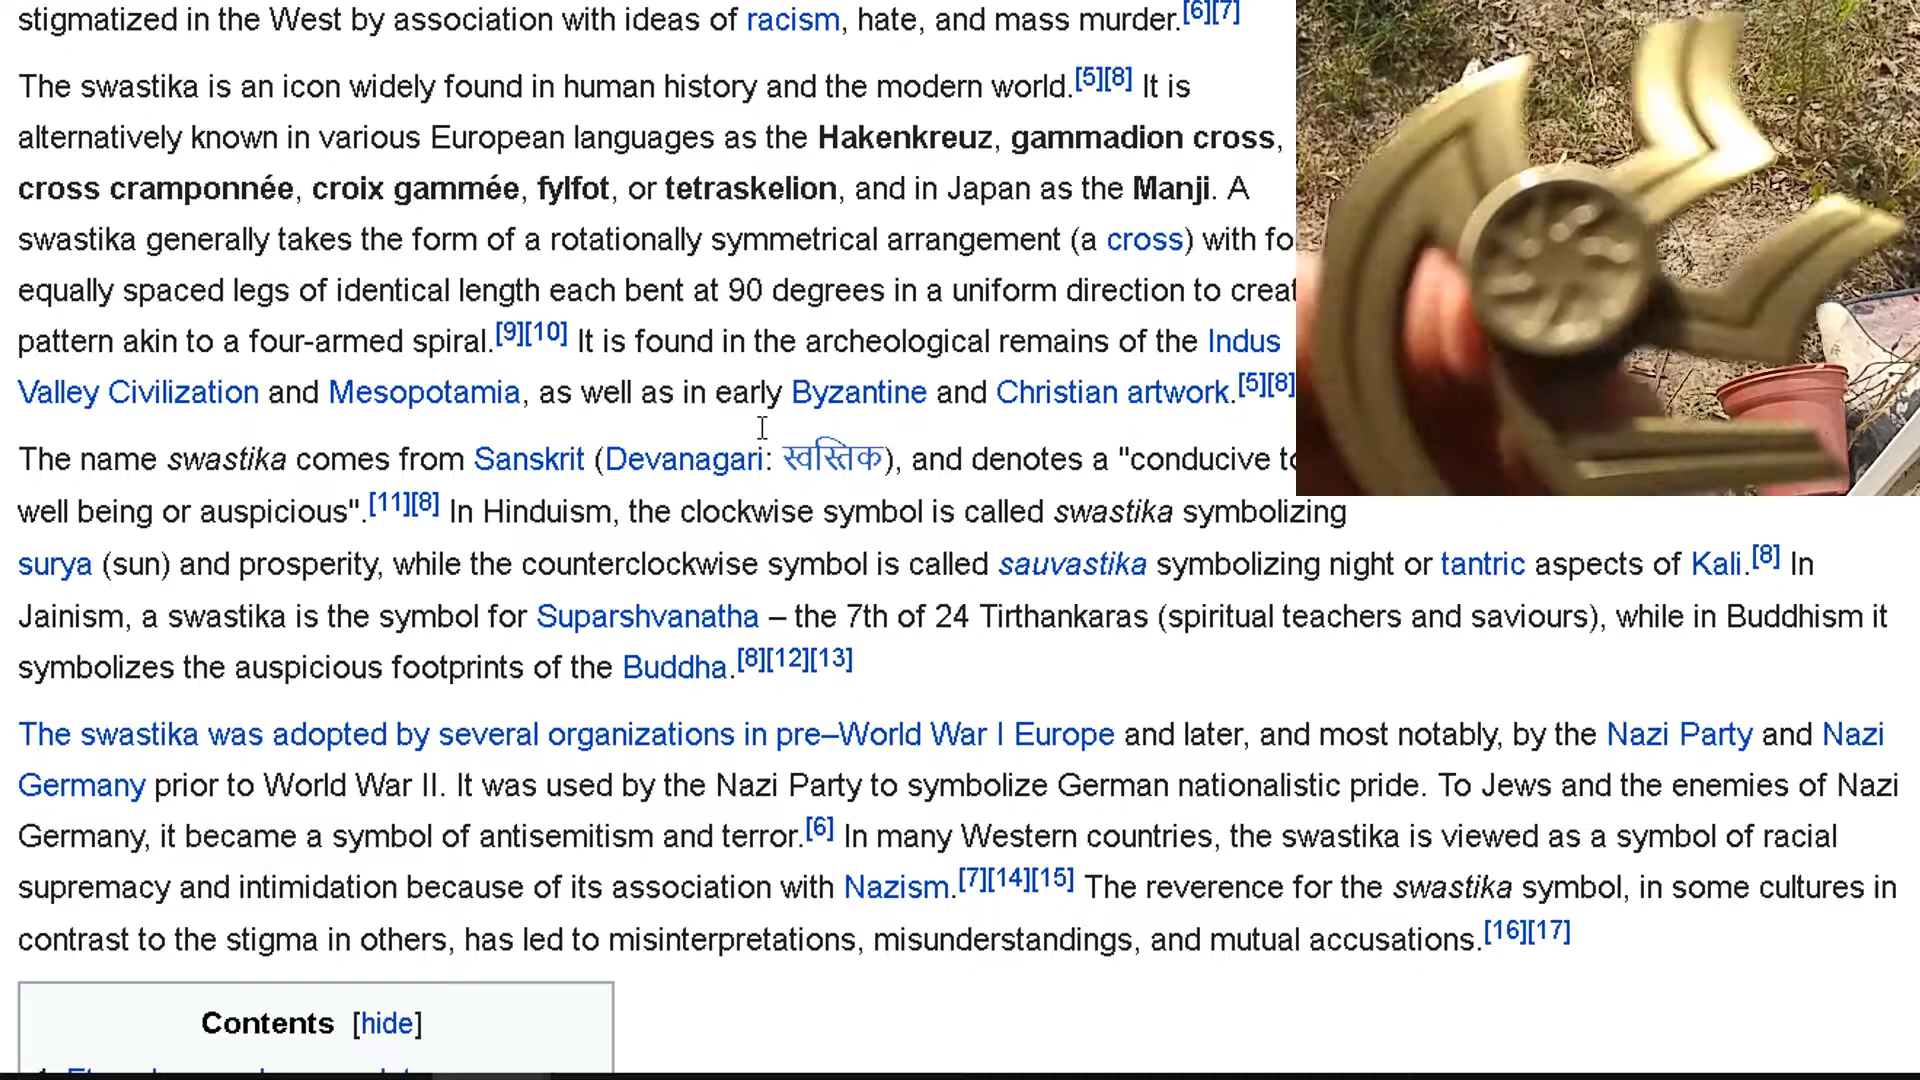 stigmatized in the West by association with ideas of racism, hate, and mass murder.[6][7]
The swastika is an icon widely found in human history and the modern world.[5][8] It is
alternatively known in various European languages as the Hakenkreuz, gammadion cross,
cross cramponnée, croix gammée, fylfot, or tetraskelion, and in Japan as the Manji. A
swastika generally takes the form of a rotationally symmetrical arrangement (a cross) with fo
equally spaced legs of identical length each bent at 90 degrees in a uniform direction to creat
pattern akin to a four-armed spiral.[9][10] It is found in the archeological remains of the Indus
Valley Civilization and Mesopotamia, as well as in early Byzantine and Christian artwork.[5][8]
The name swastika comes from Sanskrit (Devanagari: स्वस्तिक), and denotes a "conducive to
well being or auspicious".[11][8] In Hinduism, the clockwise symbol is called swastika symbolizing
surya (sun) and prosperity, while the counterclockwise symbol is called sauvastika symbolizing night or tantric aspects of Kali.[8] In
Jainism, a swastika is the symbol for Suparshvanatha – the 7th of 24 Tirthankaras (spiritual teachers and saviours), while in Buddhism it
symbolizes the auspicious footprints of the Buddha.[8][12][13]
The swastika was adopted by several organizations in pre–World War I Europe and later, and most notably, by the Nazi Party and Nazi
Germany prior to World War II. It was used by the Nazi Party to symbolize German nationalistic pride. To Jews and the enemies of Nazi
Germany, it became a symbol of antisemitism and terror.[6] In many Western countries, the swastika is viewed as a symbol of racial
supremacy and intimidation because of its association with Nazism.[7][14][15] The reverence for the swastika symbol, in some cultures in
contrast to the stigma in others, has led to misinterpretations, misunderstandings, and mutual accusations.[16][17]
Contents [hide]